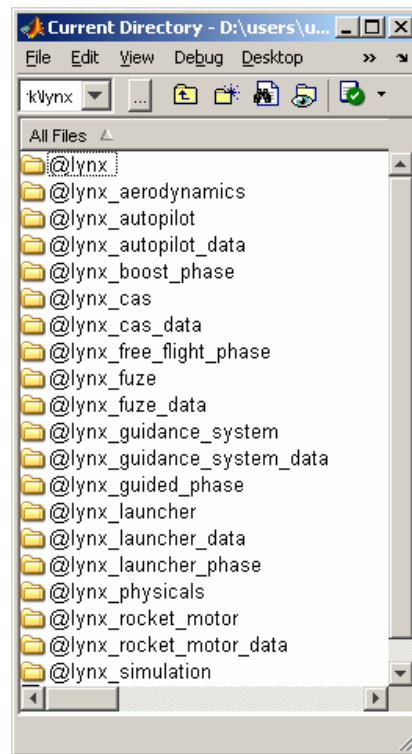 Current Directory - D:\users\u...
File Edit View Debug Desktop »
k\lynx ...
All Files
@lynx
@lynx_aerodynamics
@lynx_autopilot
@lynx_autopilot_data
@lynx_boost_phase
@lynx_cas
@lynx_cas_data
@lynx_free_flight_phase
@lynx_fuze
@lynx_fuze_data
@lynx_guidance_system
@lynx_guidance_system_data
@lynx_guided_phase
@lynx_launcher
@lynx_launcher_data
@lynx_launcher_phase
@lynx_physicals
@lynx_rocket_motor
@lynx_rocket_motor_data
@lynx_simulation